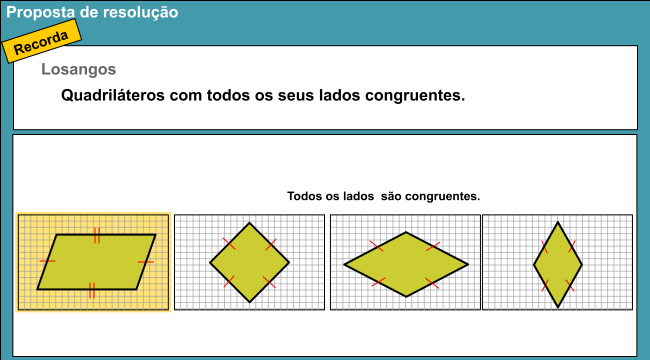 Proposta de resolução
Recorda
Losangos
Quadriláteros com todos os seus lados congruentes.
Todos os lados são congruentes.